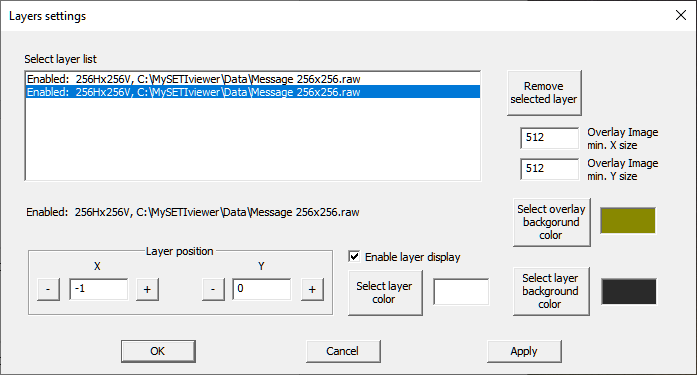 Layers settings
Select layer list
Enabled:  256Hx256V, C:\MySETIviewer\Data\Message 256x256.raw
Enabled:  256Hx256V, C:\MySETIviewer\Data\Message 256x256.raw
Remove
selected layer
512
Overlay Image
min. X size
512
Overlay Image
min. Y size
Enabled:  256Hx256V, C:\MySETIviewer\Data\Message 256x256.raw
Select overlay
backgorund
color
Layer position
X
Y
-
-1
+
-
0
+
Enable layer display
Select layer
color
Select layer
background
color
OK
Cancel
Apply